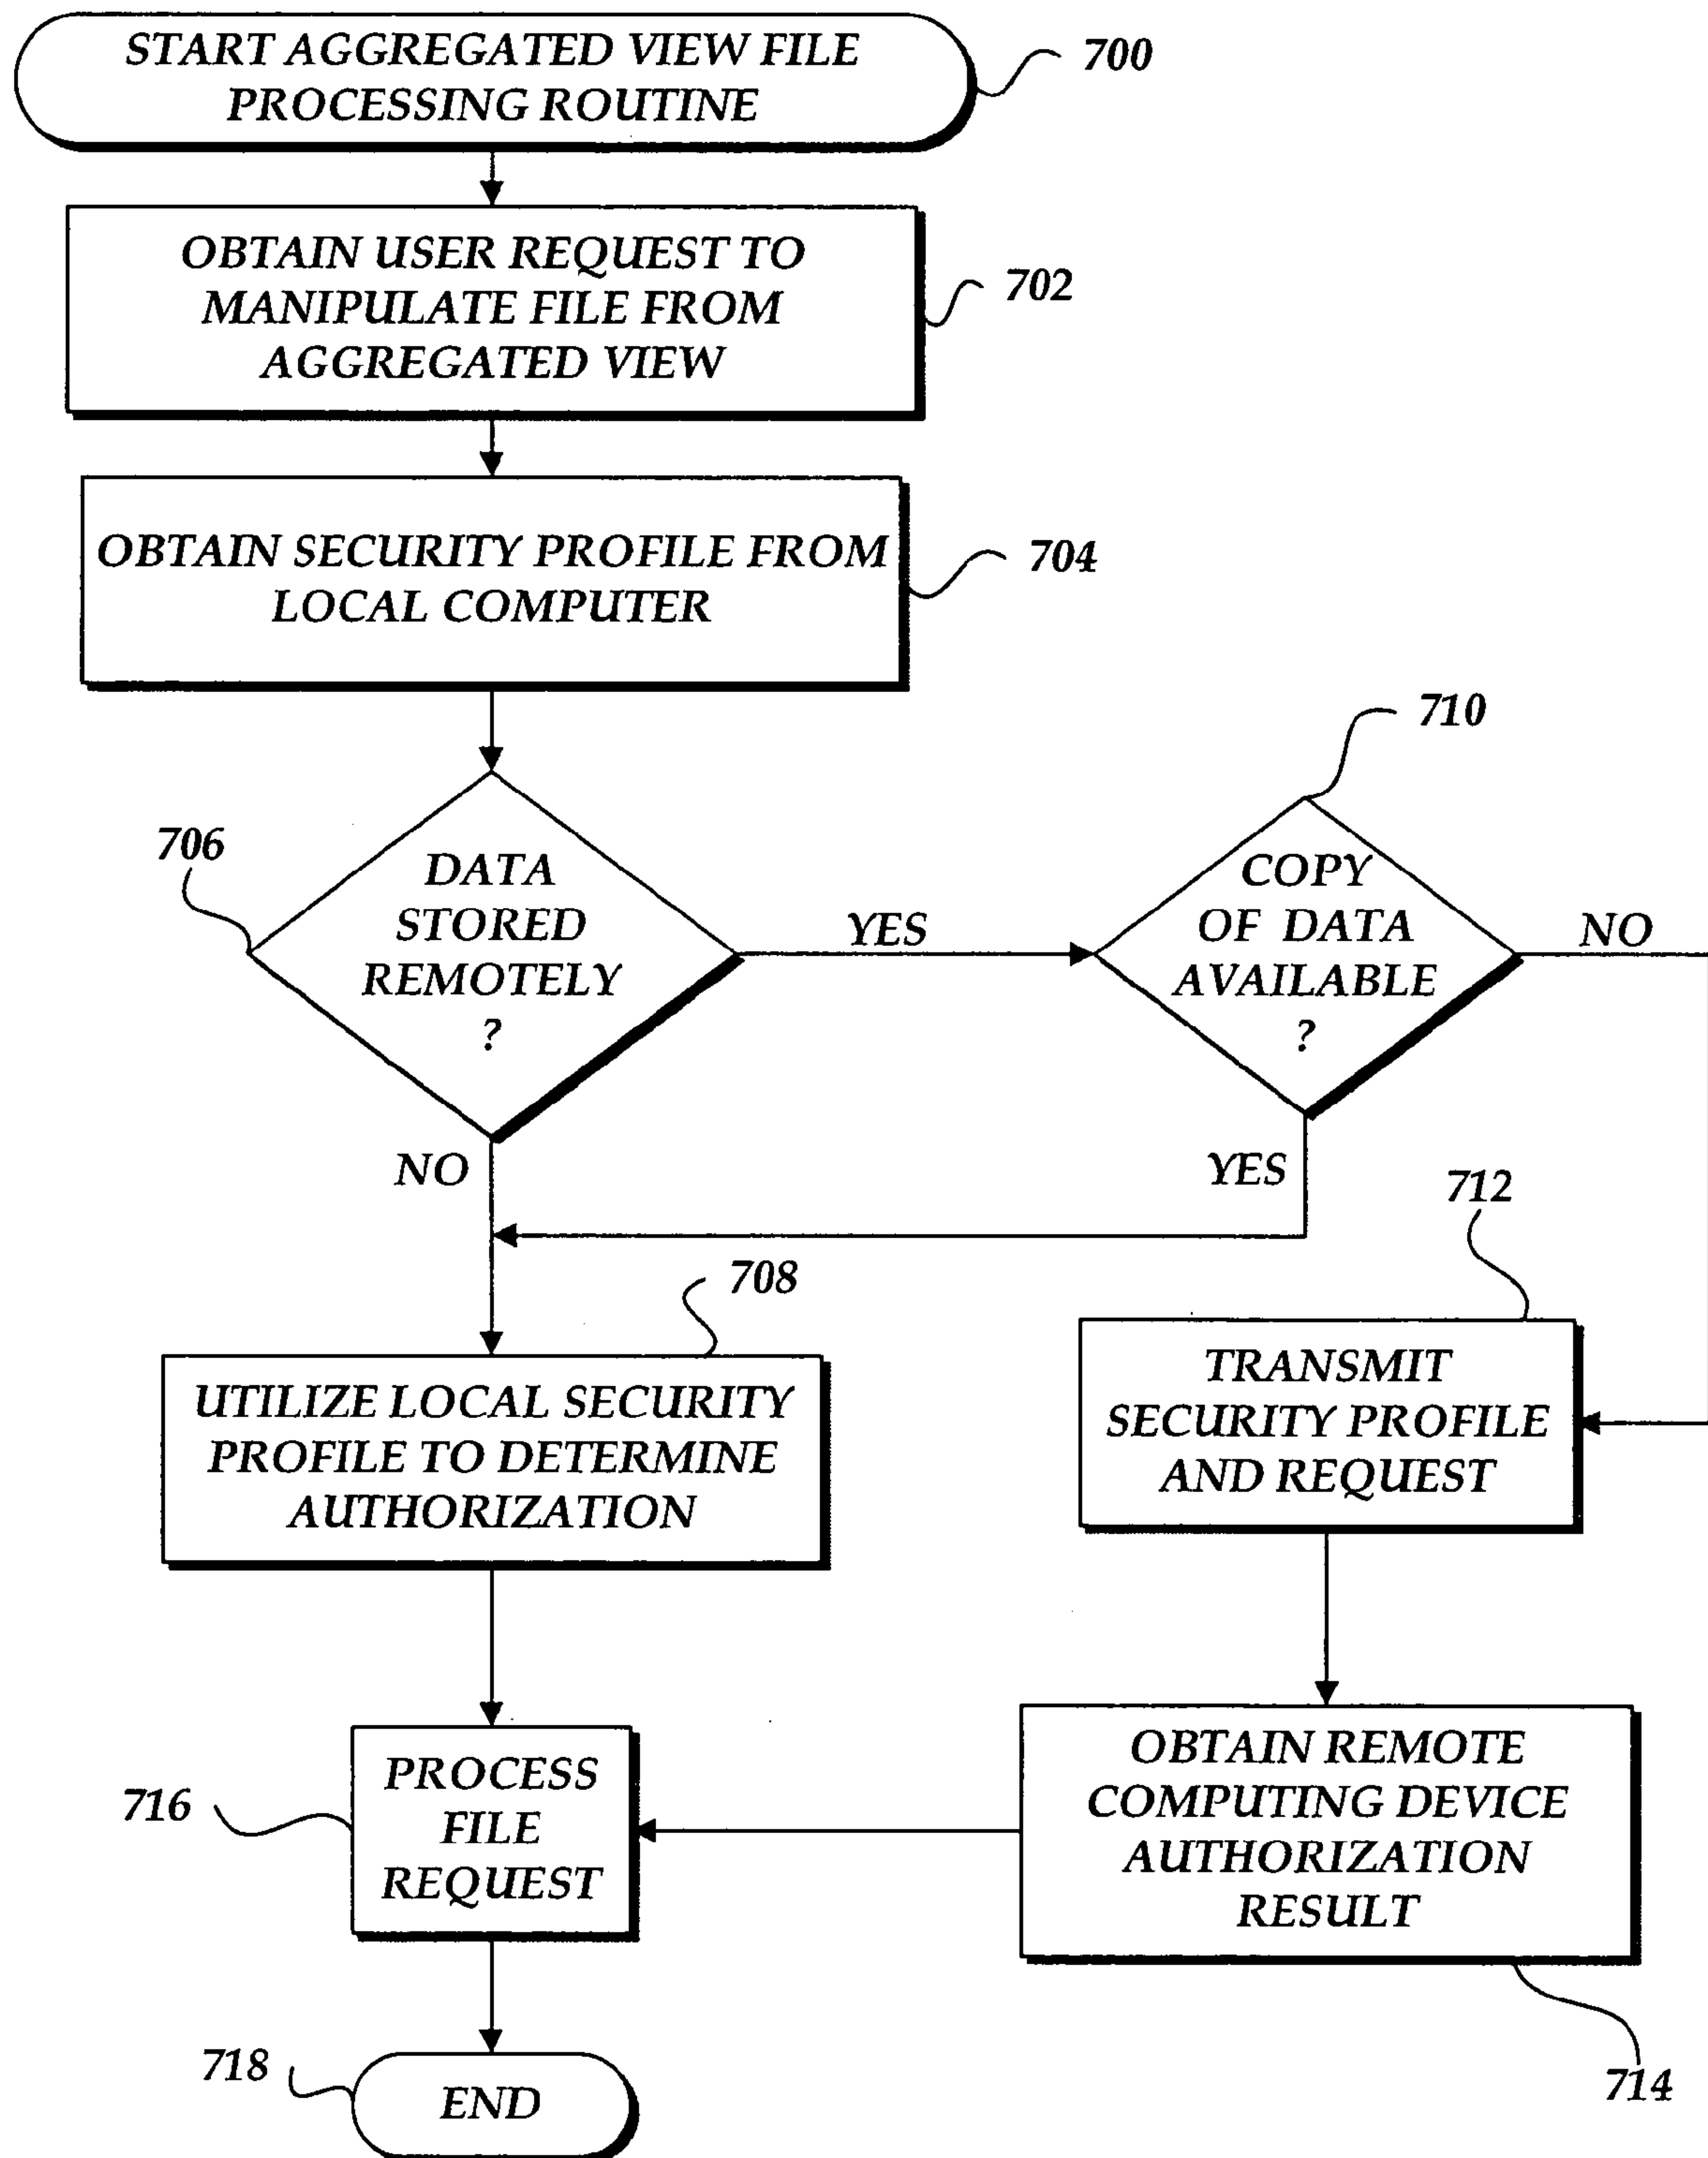 START AGGREGATED VIEW FILE
PROCESSING ROUTINE
700
OBTAIN USER REQUEST TO
MANIPULATE FILE FROM
AGGREGATED VIEW
702
OBTAIN SECURITY PROFILE FROM
LOCAL COMPUTER
704
706
DATA
STORED
REMOTELY
?
YES
NO
710
COPY
OF DATA
AVAILABLE
?
NO
YES
708
UTILIZE LOCAL SECURITY
PROFILE TO DETERMINE
AUTHORIZATION
712
TRANSMIT
SECURITY PROFILE
AND REQUEST
OBTAIN REMOTE
COMPUTING DEVICE
AUTHORIZATION
RESULT
714
716
PROCESS
FILE
REQUEST
718
END